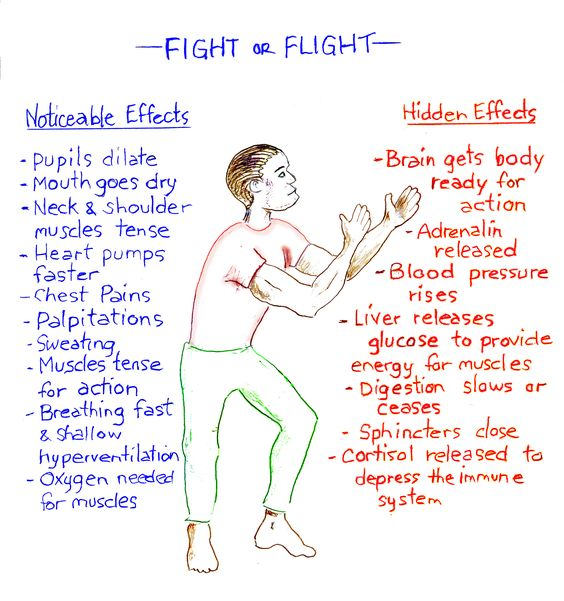 —FIGHT OR FLIGHT—
Noticeable Effects
- Pupils dilate
- Mouth goes dry
- Neck & shoulder
muscles tense
- Heart pumps
faster
- Chest Pains
- Palpitations
- Sweating
- Muscles tense
for action
- Breathing fast
& shallow
hyperventilation
- Oxygen needed
for muscles
Hidden Effects
- Brain gets body
ready for
action
- Adrenalin
released
- Blood pressure
rises
- Liver releases
glucose to provide
energy for muscles
- Digestion slows or
ceases
- Sphincters close
- Cortisol released to
depress the immune
system